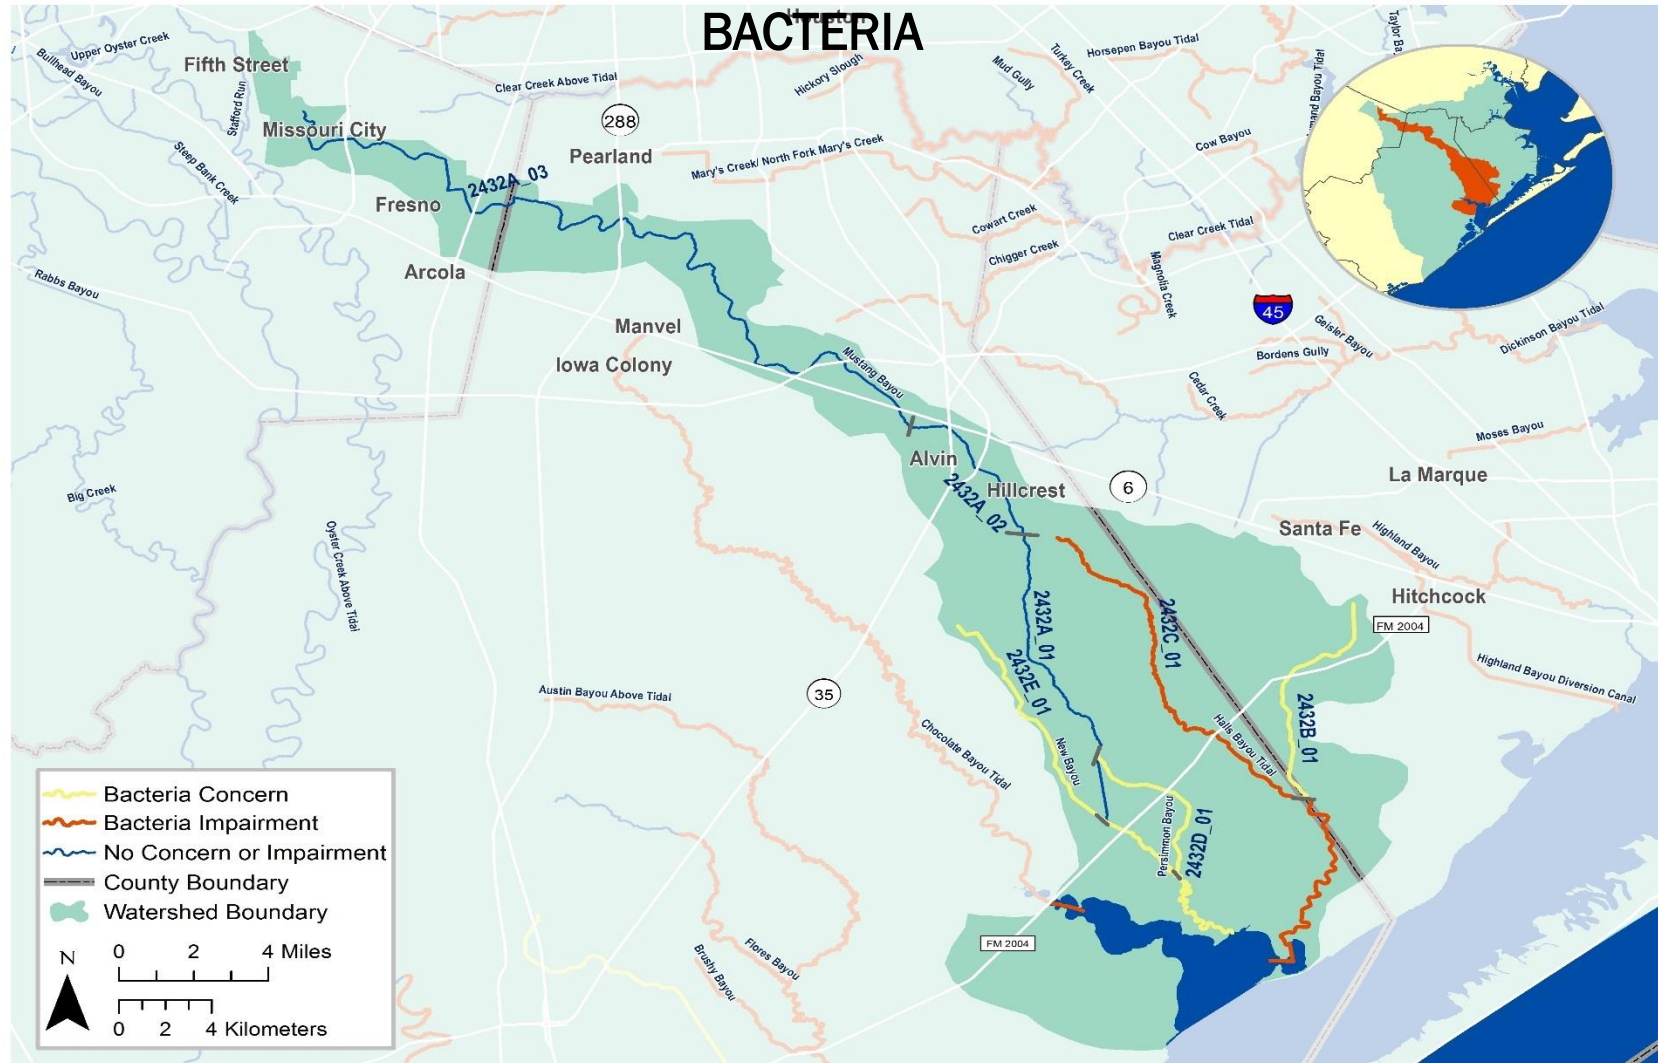 BACTERIA
Houston
Fifth Street
Upper Oyster Creek
Bullhead Bayou
Stafford Run
Missouri City
Steep Bank Creek
Clear Creek Above Tidal
Hickory Slough
Mud Gully
Turkey Creek
Horsepen Bayou Tidal
288
Pearland
Mary's Creek/ North Fork Mary's Creek
Cow Bayou
2432A_03
Fresno
Arcola
Cowart Creek
Chigger Creek
Clear Creek Tidal
Magnolia Creek
Rabbs Bayou
45
Geisler Bayou
Dickinson Bayou Tidal
Bordens Gully
Cedar Creek
Manvel
Iowa Colony
Mustang Bayou
Moses Bayou
Alvin
Hillcrest
6
La Marque
2432A_02
Santa Fe
Big Creek
Oyster Creek Above Tidal
Highland Bayou
Hitchcock
FM 2004
2432A_01
2432C_01
2432E_01
2432B_01
Highland Bayou Diversion Canal
Austin Bayou Above Tidal
35
Chocolate Bayou Tidal
New Bayou
Halls Bayou Tidal
Persimmon Bayou
2432D_01
FM 2004
Flores Bayou
Brushy Bayou
Bacteria Concern
Bacteria Impairment
No Concern or Impairment
County Boundary
Watershed Boundary
N
0 2 4 Miles
0 2 4 Kilometers